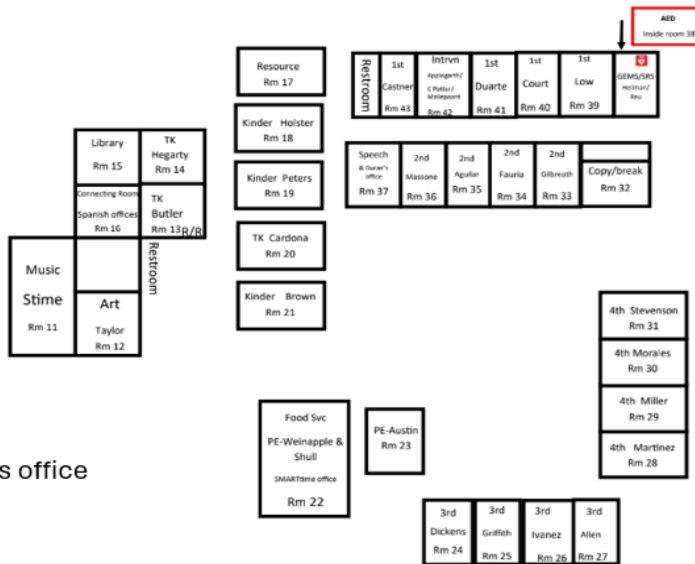 AED
Inside room 38
Resource
Rm 17
Kinder Holster
Rm 18
Kinder Peters
Rm 19
TK Cardona
Rm 20
Kinder Brown
Rm 21
Restroom
1st
Castner
Rm 43
Intrvn
Applegarth/
C Potter/
Rm 42
1st
Duarte
Rm 41
1st
Court
Rm 40
1st
Low
Rm 39
GEMS/SRS
Heilman/
Library
Rm 15
TK
Hegarty
Rm 14
Connecting Room
Spanish offices
Rm 16
TK
Butler
Rm 13
R/R
Restroom
Music
Stime
Rm 11
Art
Taylor
Rm 12
Speech
& Duran's
office
Rm 37
2nd
Massone
Rm 36
2nd
Aguilar
Rm 35
2nd
Fauria
Rm 34
2nd
Gilbreath
Rm 33
Copy/break
Rm 32
4th Stevenson
Rm 31
4th Morales
Rm 30
4th Miller
Rm 29
4th Martinez
Rm 28
Food Svc
PE-Weinapple &
Shull
SMARTtime office
Rm 22
PE-Austin
Rm 23
s office
3rd
Dickens
Rm 24
3rd
Griffith
Rm 25
3rd
Ivanez
Rm 26
3rd
Allen
Rm 27